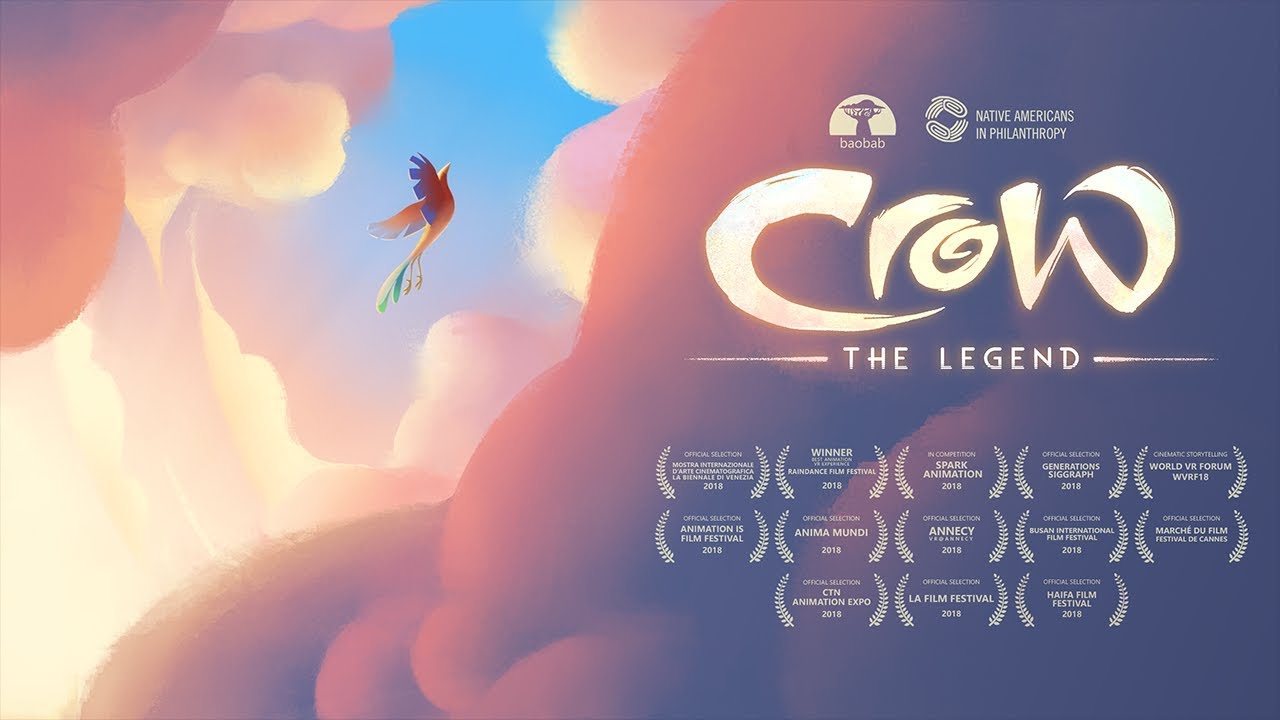 baobab
NATIVE AMERICANS
IN PHILANTHROPY
Crow
THE LEGEND
OFFICIAL SELECTION
MOSTRA INTERNAZIONALE
D'ARTE CINEMATOGRAFICA
LA BIENNALE DI VENEZIA
2018
WINNER
BEST ANIMATION
VR EXPERIENCE
RAINDANCE FILM FESTIVAL
2018
IN COMPETITION
SPARK
ANIMATION
2018
OFFICIAL SELECTION
GENERATIONS
SIGGRAPH
2018
CINEMATIC STORYTELLING
WORLD VR FORUM
WVRF18
OFFICIAL SELECTION
ANIMATION IS
FILM FESTIVAL
2018
OFFICIAL SELECTION
ANIMA MUNDI
2018
OFFICIAL SELECTION
ANNECY
VR@ANNECY
2018
OFFICIAL SELECTION
BUSAN INTERNATIONAL
FILM FESTIVAL
2018
OFFICIAL SELECTION
MARCHÉ DU FILM
FESTIVAL DE CANNES
OFFICIAL SELECTION
CTN
ANIMATION EXPO
2018
OFFICIAL SELECTION
LA FILM FESTIVAL
2018
OFFICIAL SELECTION
HAIFA FILM
FESTIVAL
2018